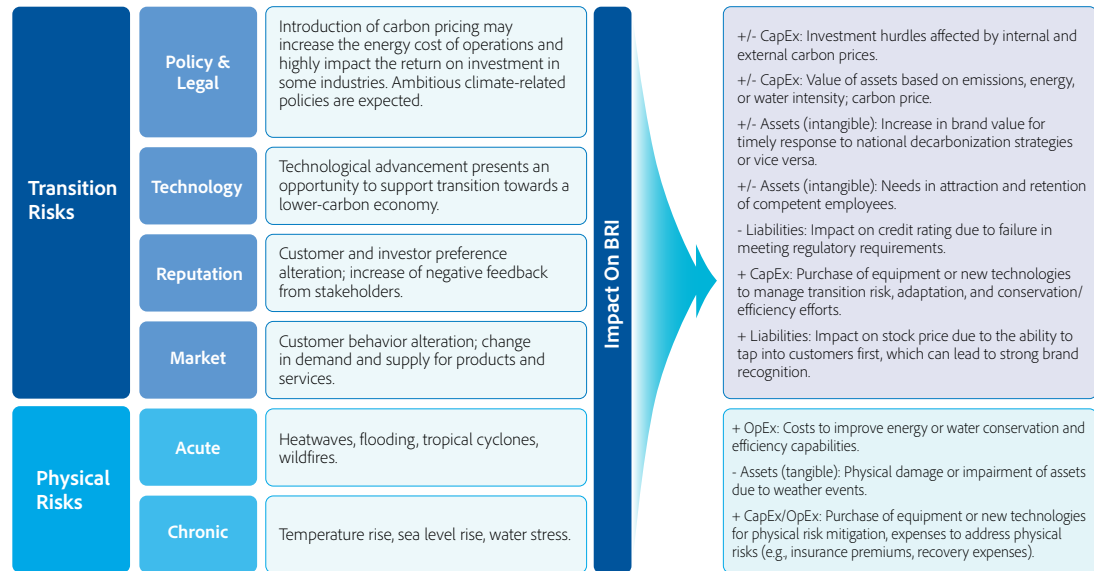 Transition
Risks
Policy &
Legal
Introduction of carbon pricing may
increase the energy cost of operations and
highly impact the return on investment in
some industries. Ambitious climate-related
policies are expected.
Technology
Technological advancement presents an
opportunity to support transition towards a
lower-carbon economy.
Reputation
Customer and investor preference
alteration; increase of negative feedback
from stakeholders.
Market
Customer behavior alteration; change
in demand and supply for products and
services.
Physical
Risks
Acute
Heatwaves, flooding, tropical cyclones,
wildfires.
Chronic
Temperature rise, sea level rise, water stress.
Impact On BRI
+/- CapEx: Investment hurdles affected by internal and
external carbon prices.
+/- CapEx: Value of assets based on emissions, energy,
or water intensity; carbon price.
+/- Assets (intangible): Increase in brand value for
timely response to national decarbonization strategies
or vice versa.
+/- Assets (intangible): Needs in attraction and retention
of competent employees.
- Liabilities: Impact on credit rating due to failure in
meeting regulatory requirements.
+ CapEx: Purchase of equipment or new technologies
to manage transition risk, adaptation, and conservation/
efficiency efforts.
+ Liabilities: Impact on stock price due to the ability to
tap into customers first, which can lead to strong brand
recognition.
+ OpEx: Costs to improve energy or water conservation and
efficiency capabilities.
- Assets (tangible): Physical damage or impairment of assets
due to weather events.
+ CapEx/OpEx: Purchase of equipment or new technologies
for physical risk mitigation, expenses to address physical
risks (e.g., insurance premiums, recovery expenses).